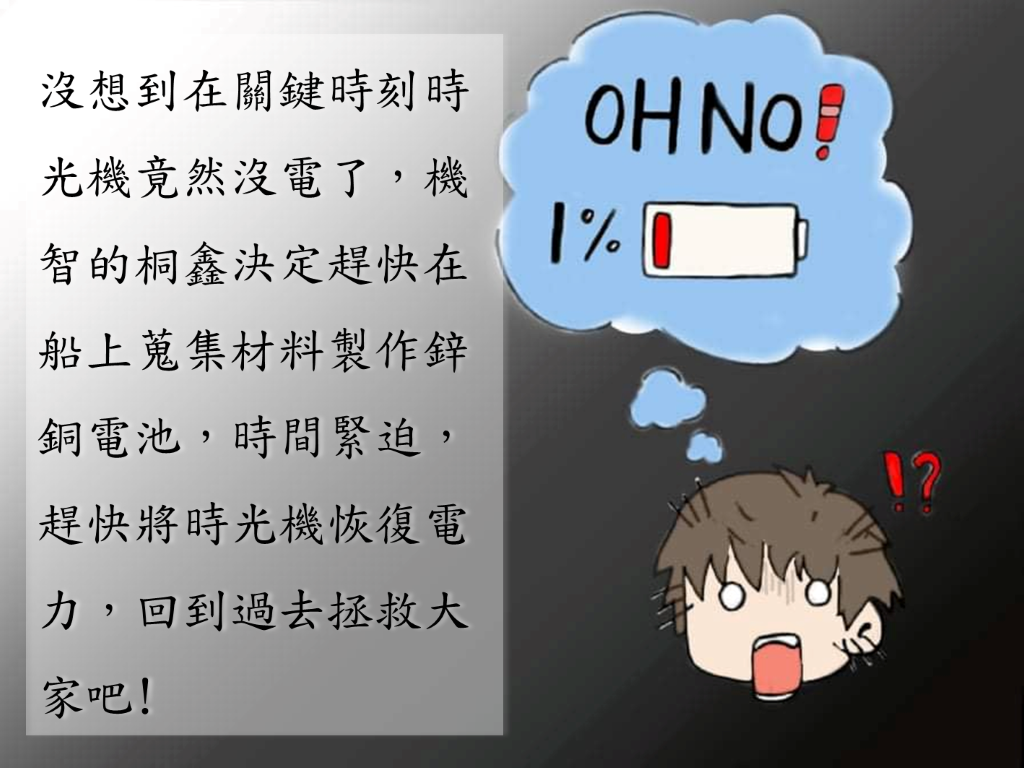 沒想到在關鍵時刻時
光機竟然沒電了，機
智的桐鑫決定趕快在
船上蒐集材料製作鋅
銅電池，時間緊迫，
趕快將時光機恢復電
力，回到過去拯救大
家吧！
OH NO!
1%
!?